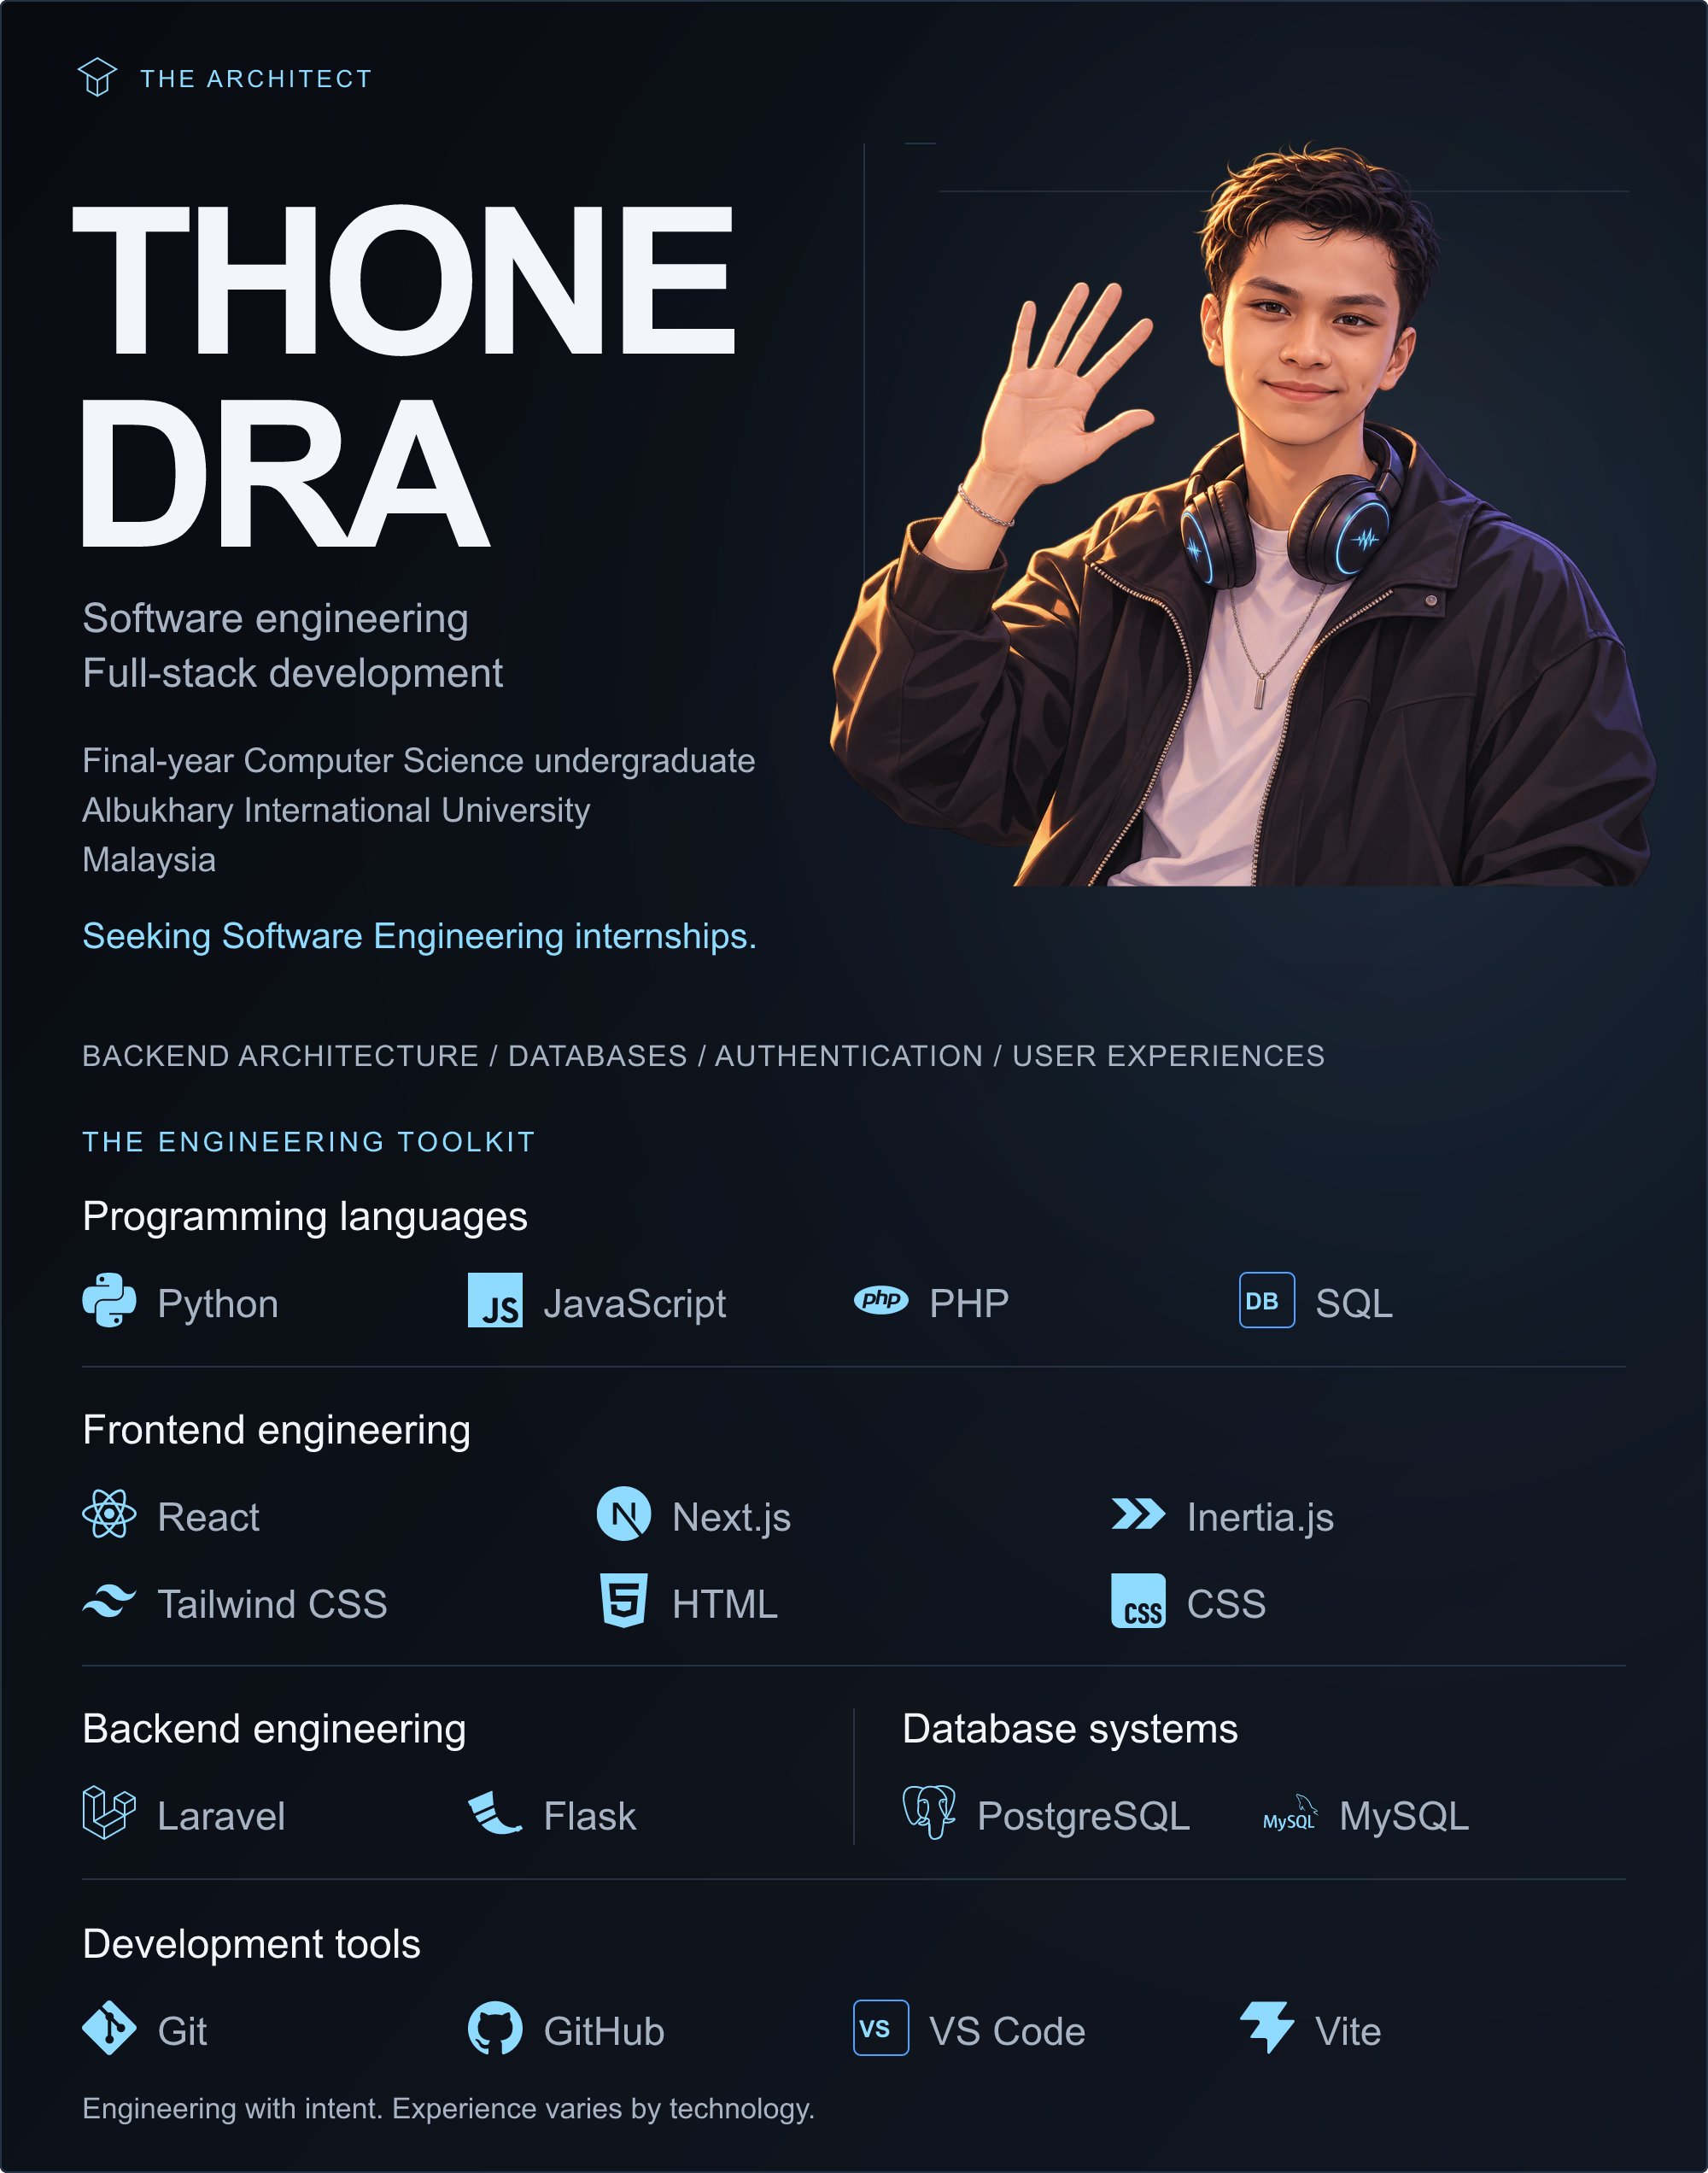 THE ARCHITECT
THONE
DRA
Software engineering
Full-stack development
Final-year Computer Science undergraduate
Albukhary International University
Malaysia
Seeking Software Engineering internships.
BACKEND ARCHITECTURE / DATABASES / AUTHENTICATION / USER EXPERIENCES
THE ENGINEERING TOOLKIT
Programming languages
Python
JS JavaScript
php PHP
DB SQL
Frontend engineering
React
N Next.js
Inertia.js
Tailwind CSS
5 HTML
CSS CSS
Backend engineering
Laravel
Flask
Database systems
PostgreSQL
MySQL MySQL
Development tools
Git
GitHub
VS VS Code
Vite
Engineering with intent. Experience varies by technology.